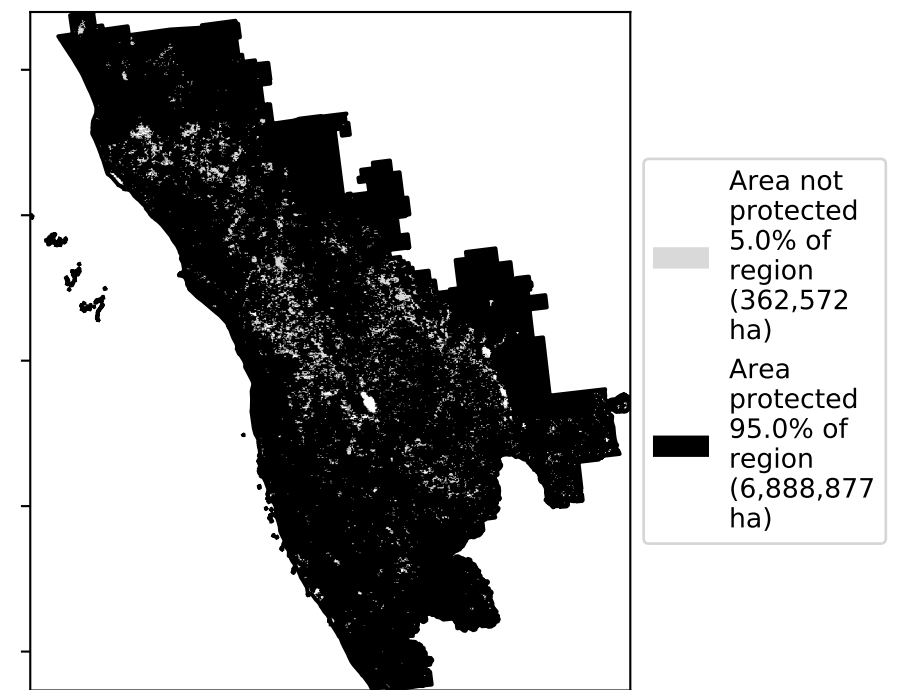 Area not
protected
5.0% of
region
(362,572
ha)
Area
protected
95.0% of
region
(6,888,877
ha)